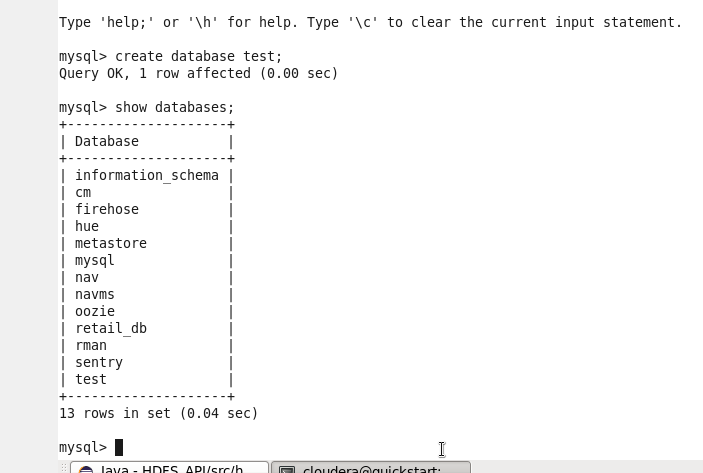 Type 'help;' or '\h' for help. Type '\c' to clear the current input statement.
mysql> create database test;
Query OK, 1 row affected (0.00 sec)
mysql> show databases;
+--------------------+
| Database           |
+--------------------+
| information_schema |
| cm                 |
| firehose           |
| hue                |
| metastore          |
| mysql              |
| nav                |
| navms              |
| oozie              |
| retail_db          |
| rman               |
| sentry             |
| test               |
+--------------------+
13 rows in set (0.04 sec)
mysql>
Java - HDFS_API/src/h
cloudera@quickstart: